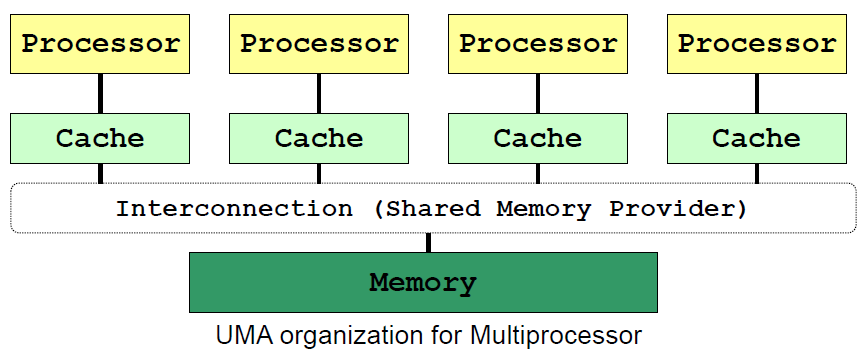 Processor Processor Processor Processor
Cache Cache Cache Cache
Interconnection (Shared Memory Provider)
Memory
UMA organization for Multiprocessor